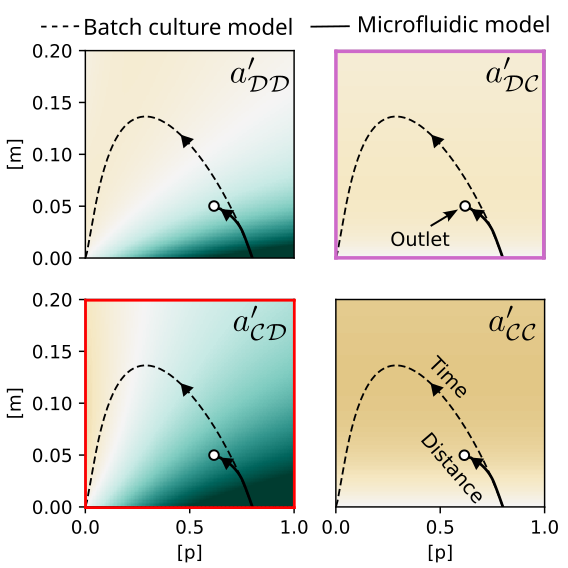 Batch culture model Microfluidic model
0.20
0.15
0.10
0.05
0.00
[m]
a′𝒟𝒟
a′𝒟𝒞
Outlet
0.20
0.15
0.10
0.05
0.00
[m]
a′𝒞𝒟
a′𝒞𝒞
Time
Distance
0.0 0.5 1.0
[p]
0.0 0.5 1.0
[p]